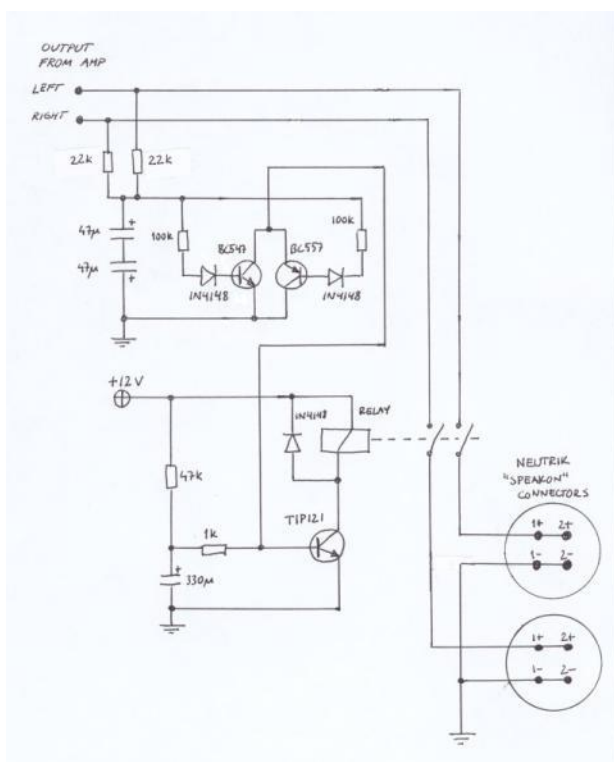 OUTPUT
FROM AMP
LEFT
RIGHT
22k
22k
47µ
+
47µ
+
100k
1N4148
BC547
BC557
1N4148
100k
+12V
47k
1k
+
330µ
1N4148
RELAY
TIP121
NEUTRIK
"SPEAKON"
CONNECTORS
1+ 2+
1- 2-
1+ 2+
1- 2-